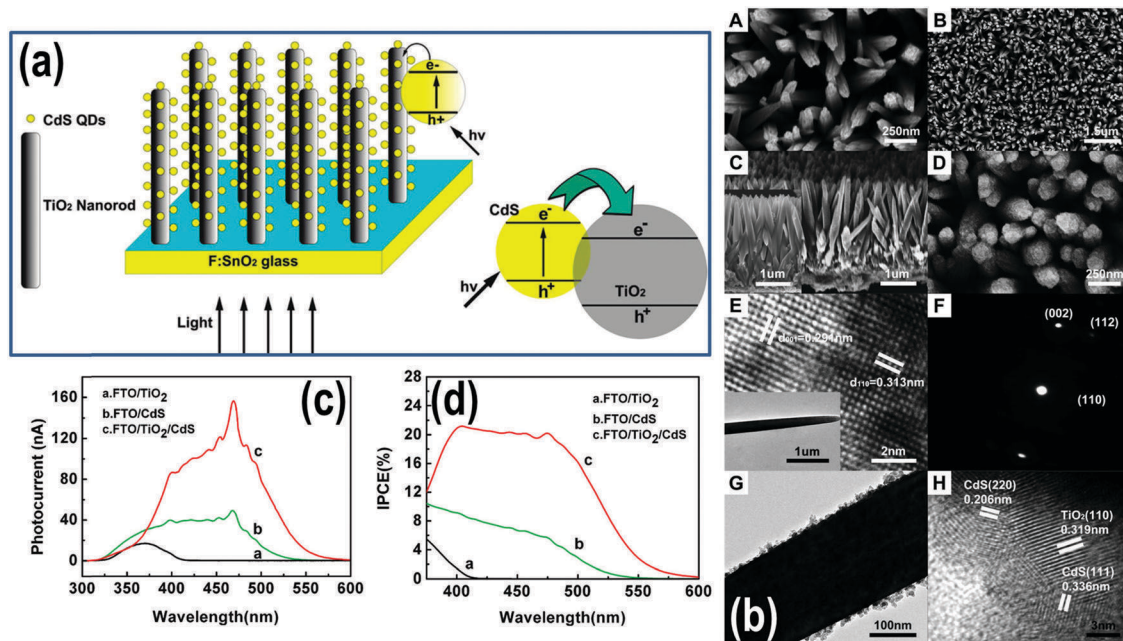 (a)
CdS QDs
TiO₂ Nanorod
e-
h+
hν
F:SnO₂ glass
Light
CdS
e-
h+
hν
e-
TiO₂
h+
A
250nm
B
1.5um
C
1um
1um
D
250nm
E
d₀₀₁=0.291nm
d₁₁₀=0.313nm
1um
2nm
F
(002)
(112)
(110)
G
(b)
100nm
H
CdS(220)
0.206nm
TiO₂(110)
0.319nm
CdS(111)
0.336nm
3nm
(c)
a.FTO/TiO₂
b.FTO/CdS
c.FTO/TiO₂/CdS
c
b
a
Photocurrent (nA)
160
120
80
40
0
300 350 400 450 500 550 600
Wavelength(nm)
(d)
a.FTO/TiO₂
b.FTO/CdS
c.FTO/TiO₂/CdS
c
b
a
IPCE(%)
28
24
20
16
12
8
4
0
400 450 500 550 600
Wavelength(nm)